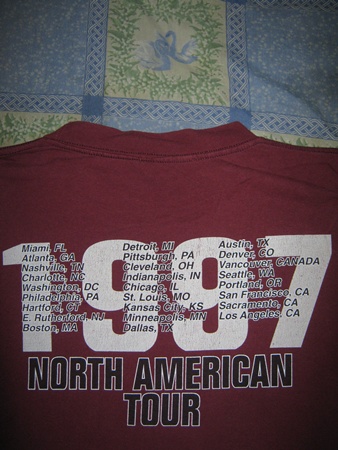 1997
Miami, FL
Atlanta, GA
Nashville, TN
Charlotte, NC
Washington, DC
Philadelphia, PA
Hartford, CT
E. Rutherford, NJ
Boston, MA
Detroit, MI
Pittsburgh, PA
Cleveland, OH
Indianapolis, IN
Chicago, IL
St. Louis, MO
Kansas City, KS
Minneapolis, MN
Dallas, TX
Austin, TX
Denver, CO
Vancouver, CANADA
Seattle, WA
Portland, OR
San Francisco, CA
Sacramento, CA
Los Angeles, CA
NORTH AMERICAN
TOUR